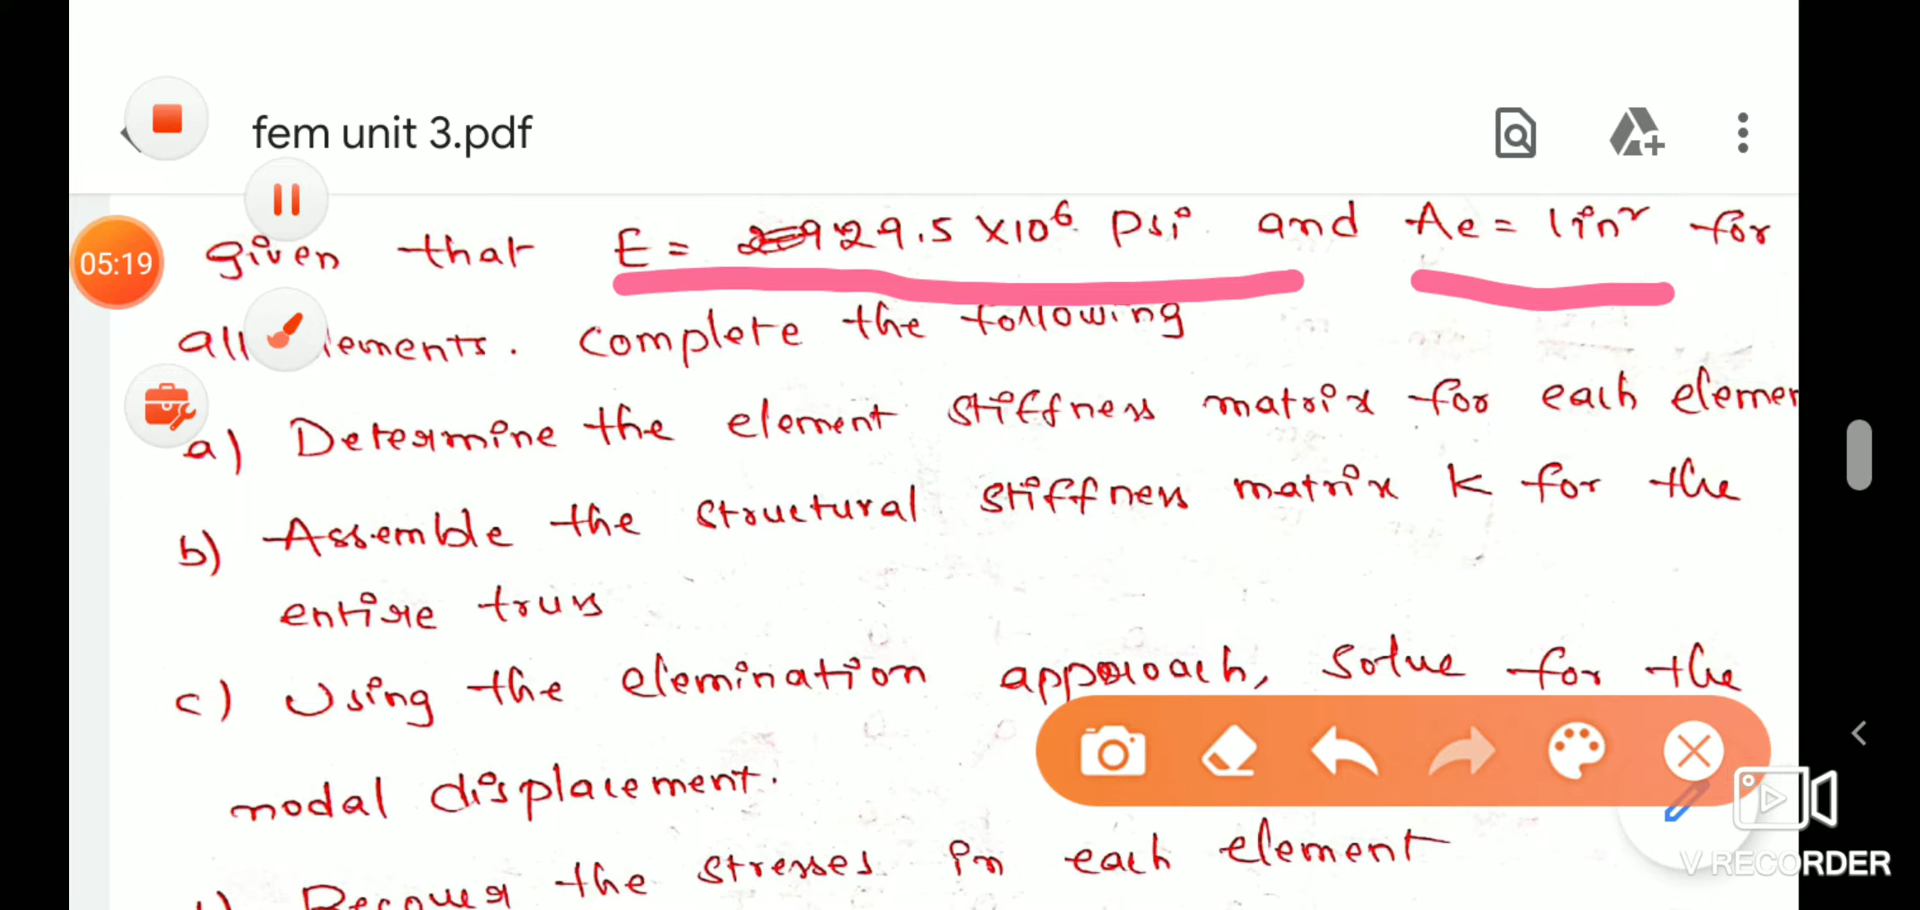 fem unit 3.pdf
05:19
given that E = 29.5 X10⁶ Psi and Ae = 1in² for
all ements. Complete the following
a) Determine the element stiffness matrix for each elemen
b) Assemble the structural stiffness matrix k for the
entire truss
c) Using the elemination approach, Solve for the
nodal displacement.
Recover the stresses in each element
V RECORDER